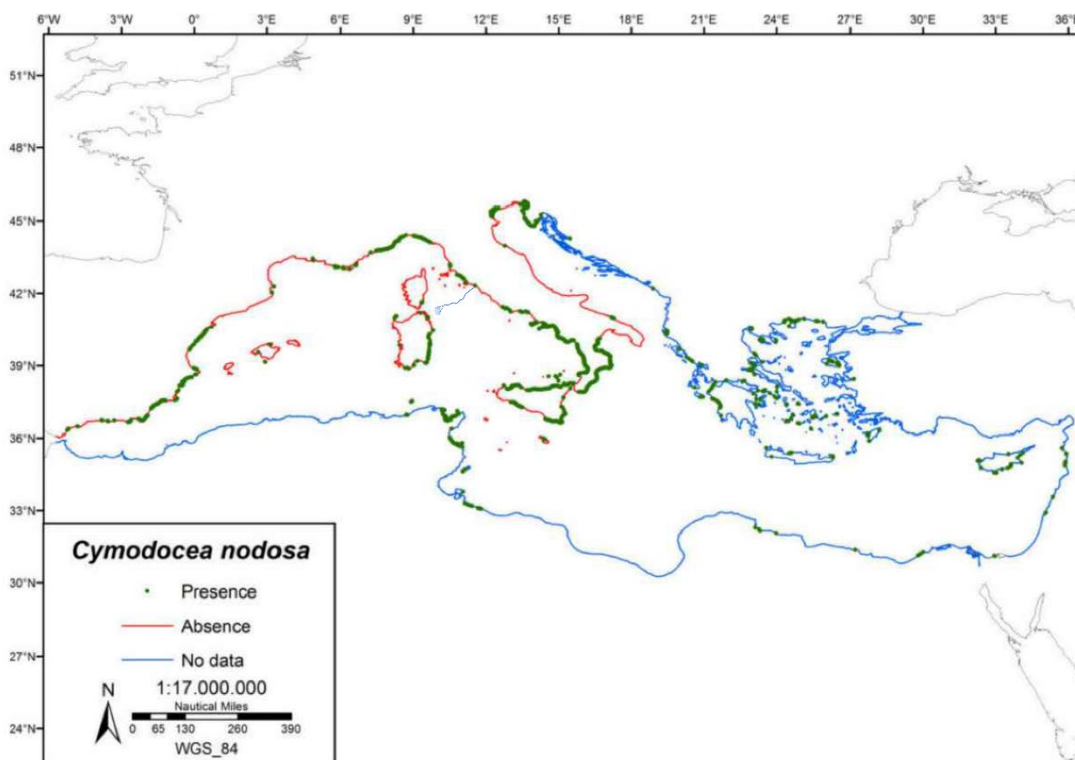 6°W 3°W 0° 3°E 6°E 9°E 12°E 15°E 18°E 21°E 24°E 27°E 30°E 33°E 36°E
51°N
48°N
45°N
42°N
39°N
36°N
33°N
30°N
27°N
24°N
Cymodocea nodosa
Presence
Absence
No data
N
1:17.000.000
Nautical Miles
0 65 130 260 390
WGS_84